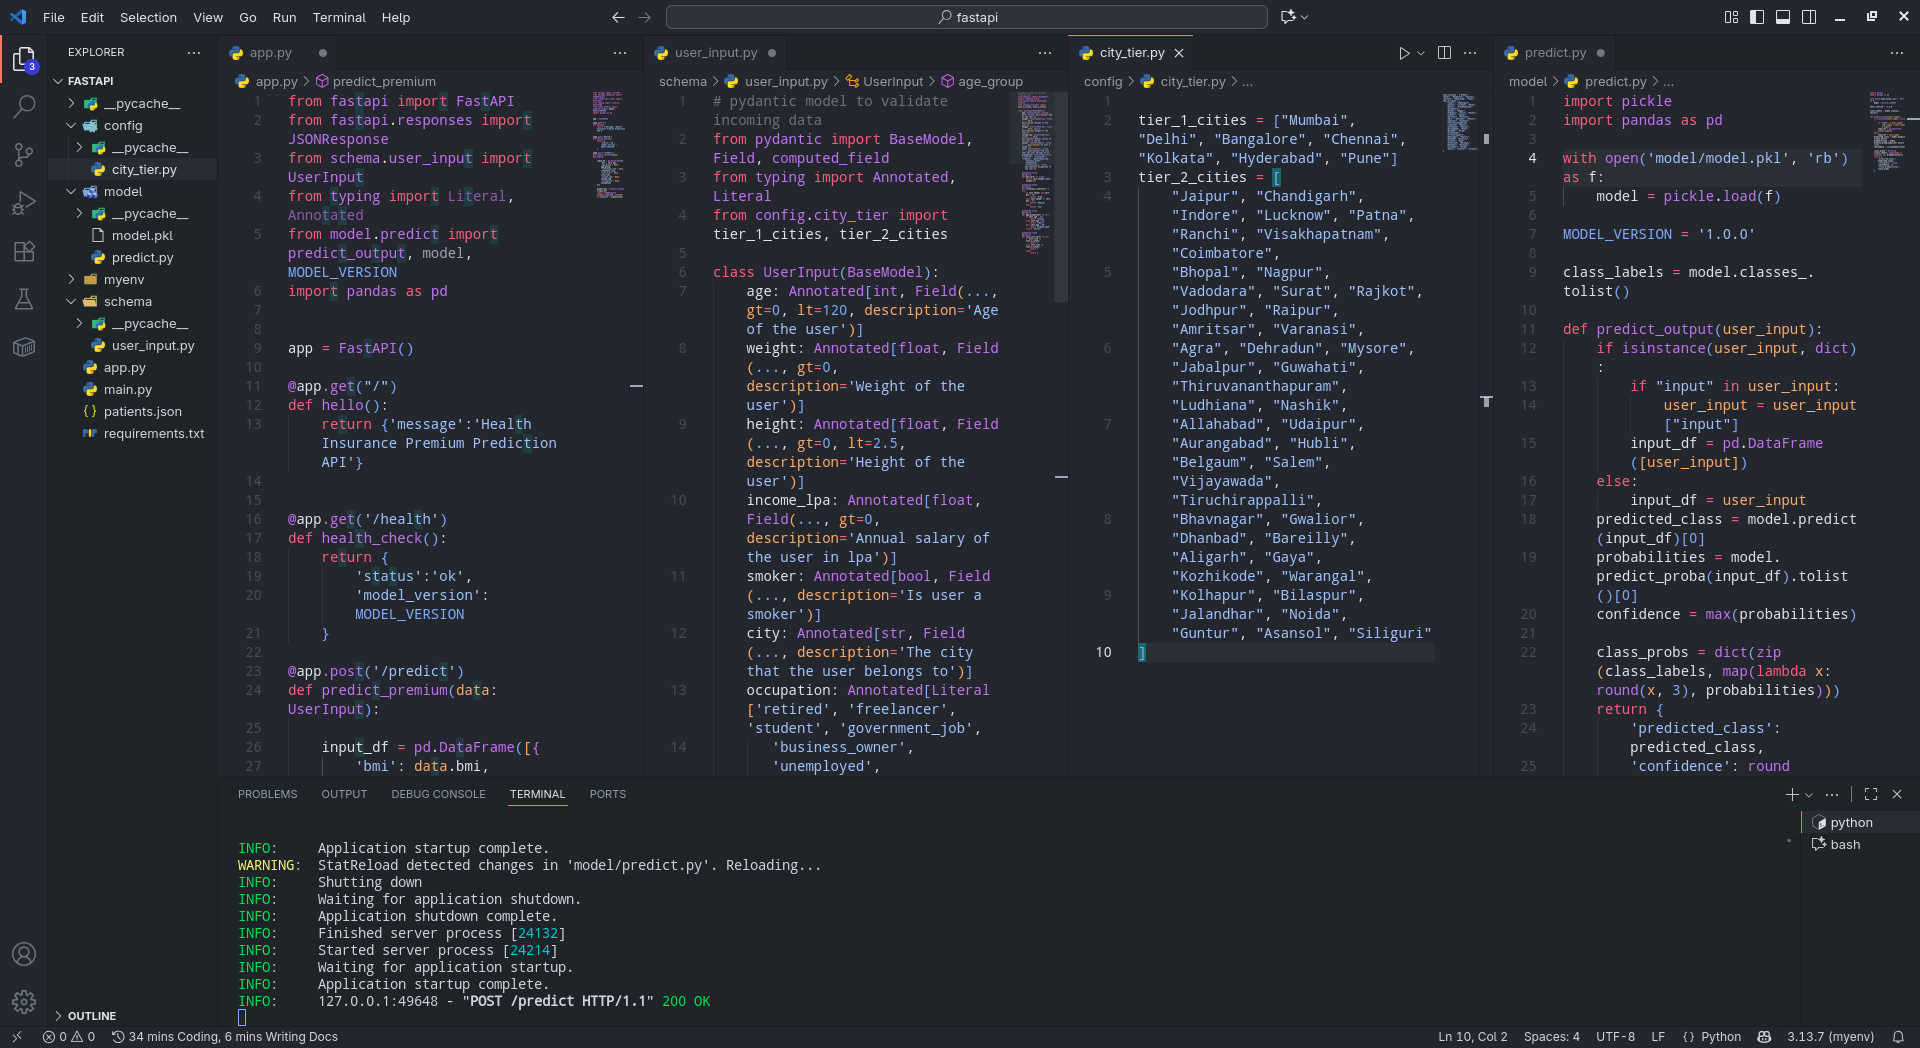 File Edit Selection View Go Run Terminal Help
fastapi
EXPLORER
FASTAPI
__pycache__
config
__pycache__
city_tier.py
model
__pycache__
model.pkl
predict.py
myenv
schema
__pycache__
user_input.py
app.py
main.py
patients.json
requirements.txt
OUTLINE
3
app.py
app.py > predict_premium
1 from fastapi import FastAPI
2 from fastapi.responses import
JSONResponse
3 from schema.user_input import
UserInput
4 from typing import Literal,
Annotated
5 from model.predict import
predict_output, model,
MODEL_VERSION
6 import pandas as pd
7
8
9 app = FastAPI()
10
11 @app.get("/")
12 def hello():
13 return {'message':'Health
Insurance Premium Prediction
API'}
14
15
16 @app.get('/health')
17 def health_check():
18 return {
19 'status':'ok',
20 'model_version':
MODEL_VERSION
21 }
22
23 @app.post('/predict')
24 def predict_premium(data:
UserInput):
25
26 input_df = pd.DataFrame([{
27 'bmi': data.bmi,
user_input.py
schema > user_input.py > UserInput > age_group
1 # pydantic model to validate
incoming data
2 from pydantic import BaseModel,
Field, computed_field
3 from typing import Annotated,
Literal
4 from config.city_tier import
tier_1_cities, tier_2_cities
5
6 class UserInput(BaseModel):
7 age: Annotated[int, Field(...,
gt=0, lt=120, description='Age
of the user')]
8 weight: Annotated[float, Field
(..., gt=0,
description='Weight of the
user')]
9 height: Annotated[float, Field
(..., gt=0, lt=2.5,
description='Height of the
user')]
10 income_lpa: Annotated[float,
Field(..., gt=0,
description='Annual salary of
the user in lpa')]
11 smoker: Annotated[bool, Field
(..., description='Is user a
smoker')]
12 city: Annotated[str, Field
(..., description='The city
that the user belongs to')]
13 occupation: Annotated[Literal
['retired', 'freelancer',
'student', 'government_job',
14 'business_owner',
'unemployed',
city_tier.py
config > city_tier.py > ...
1
2 tier_1_cities = ["Mumbai",
"Delhi", "Bangalore", "Chennai",
"Kolkata", "Hyderabad", "Pune"]
3 tier_2_cities = [
4 "Jaipur", "Chandigarh",
"Indore", "Lucknow", "Patna",
"Ranchi", "Visakhapatnam",
"Coimbatore",
5 "Bhopal", "Nagpur",
"Vadodara", "Surat", "Rajkot",
"Jodhpur", "Raipur",
"Amritsar", "Varanasi",
6 "Agra", "Dehradun", "Mysore",
"Jabalpur", "Guwahati",
"Thiruvananthapuram",
"Ludhiana", "Nashik",
7 "Allahabad", "Udaipur",
"Aurangabad", "Hubli",
"Belgaum", "Salem",
"Vijayawada",
"Tiruchirappalli",
8 "Bhavnagar", "Gwalior",
"Dhanbad", "Bareilly",
"Aligarh", "Gaya",
"Kozhikode", "Warangal",
9 "Kolhapur", "Bilaspur",
"Jalandhar", "Noida",
"Guntur", "Asansol", "Siliguri"
10 ]
predict.py
model > predict.py > ...
1 import pickle
2 import pandas as pd
3
4 with open('model/model.pkl', 'rb')
as f:
5 model = pickle.load(f)
6
7 MODEL_VERSION = '1.0.0'
8
9 class_labels = model.classes_.
tolist()
10
11 def predict_output(user_input):
12 if isinstance(user_input, dict)
:
13 if "input" in user_input:
14 user_input = user_input
["input"]
15 input_df = pd.DataFrame
([user_input])
16 else:
17 input_df = user_input
18 predicted_class = model.predict
(input_df)[0]
19 probabilities = model.
predict_proba(input_df).tolist
()[0]
20 confidence = max(probabilities)
21
22 class_probs = dict(zip
(class_labels, map(lambda x:
round(x, 3), probabilities)))
23 return {
24 'predicted_class':
predicted_class,
25 'confidence': round
PROBLEMS OUTPUT DEBUG CONSOLE TERMINAL PORTS
python
bash
INFO: Application startup complete.
WARNING: StatReload detected changes in 'model/predict.py'. Reloading...
INFO: Shutting down
INFO: Waiting for application shutdown.
INFO: Application shutdown complete.
INFO: Finished server process [24132]
INFO: Started server process [24214]
INFO: Waiting for application startup.
INFO: Application startup complete.
INFO: 127.0.0.1:49648 - "POST /predict HTTP/1.1" 200 OK
0 0 34 mins Coding, 6 mins Writing Docs
Ln 10, Col 2 Spaces: 4 UTF-8 LF { } Python 3.13.7 (myenv)